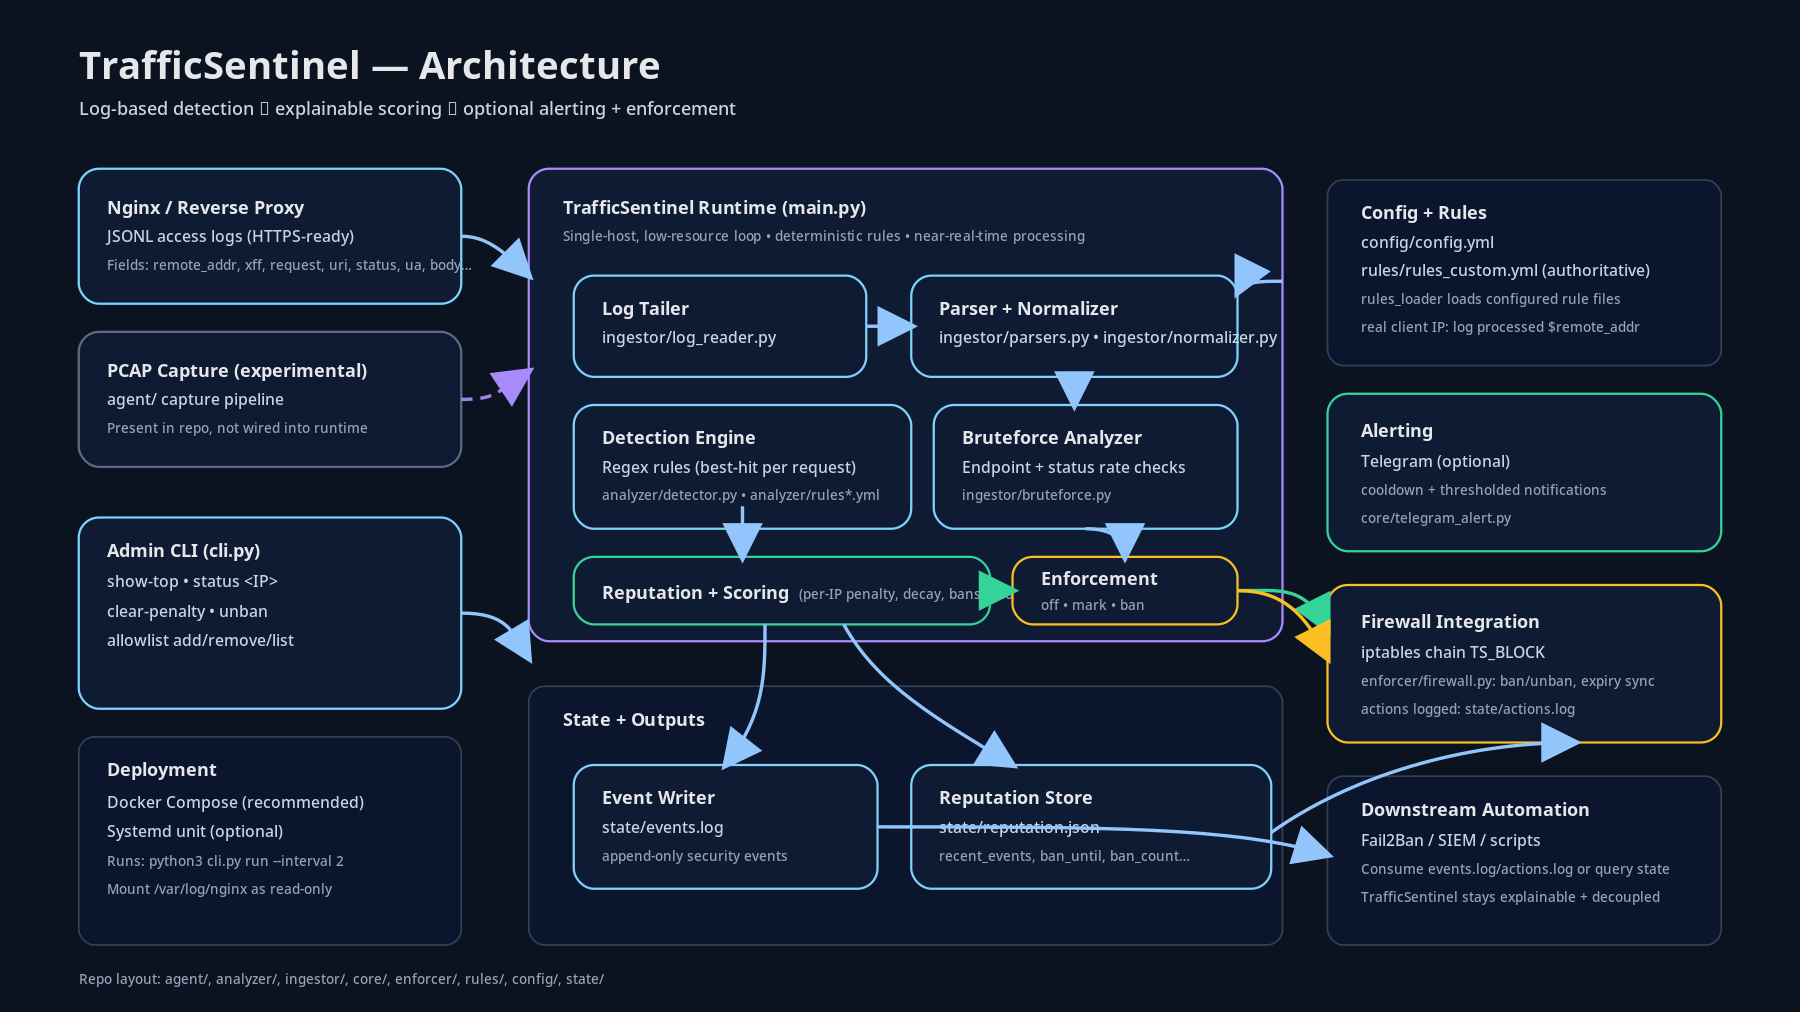 TrafficSentinel — Architecture
Log-based detection ▯ explainable scoring ▯ optional alerting + enforcement
Nginx / Reverse Proxy
JSONL access logs (HTTPS-ready)
Fields: remote_addr, xff, request, uri, status, ua, body...
PCAP Capture (experimental)
agent/ capture pipeline
Present in repo, not wired into runtime
Admin CLI (cli.py)
show-top • status <IP>
clear-penalty • unban
allowlist add/remove/list
Deployment
Docker Compose (recommended)
Systemd unit (optional)
Runs: python3 cli.py run --interval 2
Mount /var/log/nginx as read-only
TrafficSentinel Runtime (main.py)
Single-host, low-resource loop • deterministic rules • near-real-time processing
Log Tailer
ingestor/log_reader.py
Parser + Normalizer
ingestor/parsers.py • ingestor/normalizer.py
Detection Engine
Regex rules (best-hit per request)
analyzer/detector.py • analyzer/rules*.yml
Bruteforce Analyzer
Endpoint + status rate checks
ingestor/bruteforce.py
Reputation + Scoring (per-IP penalty, decay, bans
Enforcement
off • mark • ban
State + Outputs
Event Writer
state/events.log
append-only security events
Reputation Store
state/reputation.json
recent_events, ban_until, ban_count...
Config + Rules
config/config.yml
rules/rules_custom.yml (authoritative)
rules_loader loads configured rule files
real client IP: log processed $remote_addr
Alerting
Telegram (optional)
cooldown + thresholded notifications
core/telegram_alert.py
Firewall Integration
iptables chain TS_BLOCK
enforcer/firewall.py: ban/unban, expiry sync
actions logged: state/actions.log
Downstream Automation
Fail2Ban / SIEM / scripts
Consume events.log/actions.log or query state
TrafficSentinel stays explainable + decoupled
Repo layout: agent/, analyzer/, ingestor/, core/, enforcer/, rules/, config/, state/